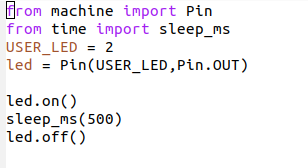 from machine import Pin
from time import sleep_ms
USER_LED = 2
led = Pin(USER_LED,Pin.OUT)

led.on()
sleep_ms(500)
led.off()